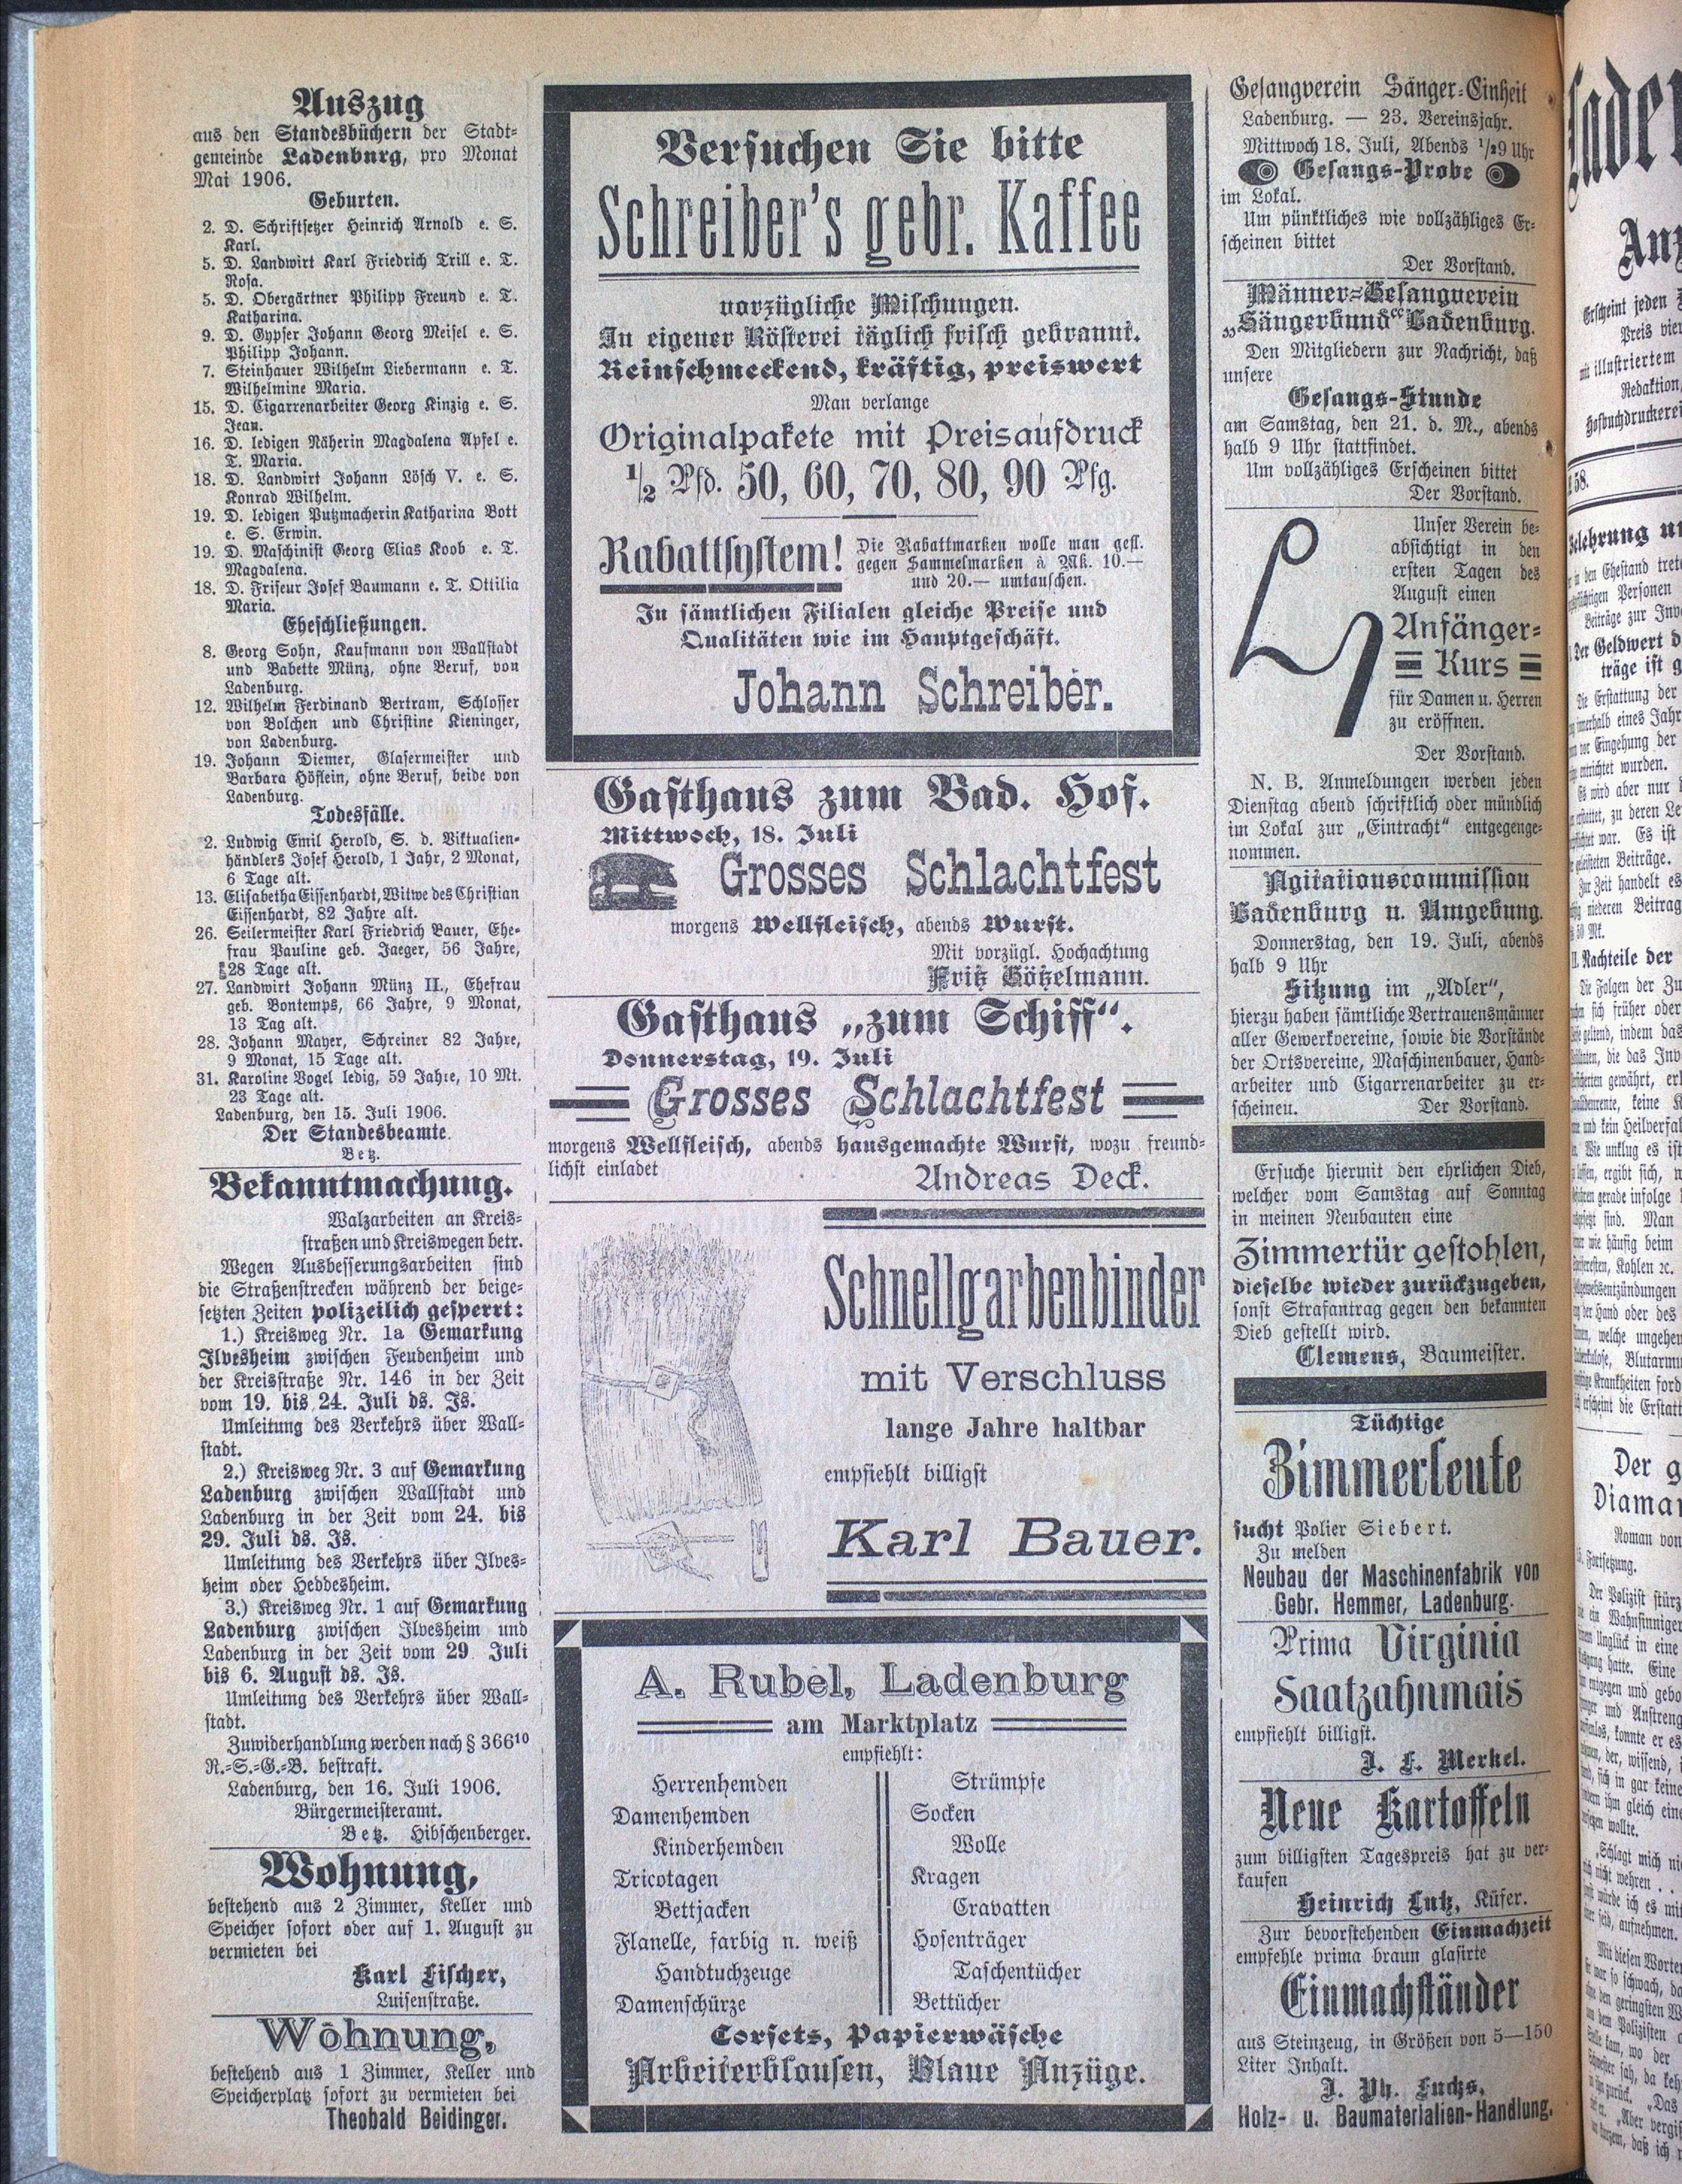 Auszug
aus den Standesbüchern der Stadt-
gemeinde Ladenburg, pro Monat
Mai 1906.
Geburten.
2. D. Schriftsetzer Heinrich Arnold e. S.
Karl.
5. D. Landwirt Karl Friedrich Trill e. T.
Rosa.
5. D. Obergärtner Philipp Freund e. T.
Katharina.
9. D. Gypser Johann Georg Meisel e. S.
Philipp Johann.
7. Steinhauer Wilhelm Liebermann e. T.
Wilhelmine Maria.
15. D. Cigarrenarbeiter Georg Kinzig e. S.
Jean.
16. D. ledigen Näherin Magdalena Apfel e.
T. Maria.
18. D. Landwirt Johann Lösch V. e. S.
Konrad Wilhelm.
19. D. ledigen Putzmacherin Katharina Bott
e. S. Erwin.
19. D. Maschinist Georg Elias Koob e. T.
Magdalena.
18. D. Friseur Josef Baumann e. T. Ottilia
Maria.
Eheschließungen.
8. Georg Sohn, Kaufmann von Wallstadt
und Babette Münz, ohne Beruf, von
Ladenburg.
12. Wilhelm Ferdinand Bertram, Schlosser
von Bolchen und Christine Kieninger,
von Ladenburg.
19. Johann Diemer, Glasermeister und
Barbara Höflein, ohne Beruf, beide von
Ladenburg.
Todesfälle.
2. Ludwig Emil Herold, S. d. Viktualien-
händlers Josef Herold, 1 Jahr, 2 Monat,
6 Tage alt.
13. Elisabetha Eissenhardt, Witwe des Christian
Eissenhardt, 82 Jahre alt.
26. Seilermeister Karl Friedrich Bauer, Ehe-
frau Pauline geb. Jaeger, 56 Jahre,
28 Tage alt.
27. Landwirt Johann Münz II., Ehefrau
geb. Bontemps, 66 Jahre, 9 Monat,
13 Tag alt.
28. Johann Mayer, Schreiner 82 Jahre,
9 Monat, 15 Tage alt.
31. Karoline Vogel ledig, 59 Jahre, 10 Mt.
23 Tage alt.
Ladenburg, den 15. Juli 1906.
Der Standesbeamte.
Betz.
Bekanntmachung.
Walzarbeiten an Kreis-
straßen und Kreiswegen betr.
Wegen Ausbesserungsarbeiten sind
die Straßenstrecken während der beige-
setzten Zeiten polizeilich gesperrt:
1.) Kreisweg Nr. 1a Gemarkung
Ilvesheim zwischen Feudenheim und
der Kreisstraße Nr. 146 in der Zeit
vom 19. bis 24. Juli ds. Js.
Umleitung des Verkehrs über Wall-
stadt.
2.) Kreisweg Nr. 3 auf Gemarkung
Ladenburg zwischen Wallstadt und
Ladenburg in der Zeit vom 24. bis
29. Juli ds. Js.
Umleitung des Verkehrs über Ilves-
heim oder Heddesheim.
3.) Kreisweg Nr. 1 auf Gemarkung
Ladenburg zwischen Ilvesheim und
Ladenburg in der Zeit vom 29 Juli
bis 6. August ds. Js.
Umleitung des Verkehrs über Wall-
stadt.
Zuwiderhandlung werden nach § 366¹⁰
R.-S.-G.-B. bestraft.
Ladenburg, den 16. Juli 1906.
Bürgermeisteramt.
Betz. Hibschenberger.
Wohnung,
bestehend aus 2 Zimmer, Keller und
Speicher sofort oder auf 1. August zu
vermieten bei
Karl Fischer,
Luisenstraße.
Wohnung,
bestehend aus 1 Zimmer, Keller und
Speicherplatz sofort zu vermieten bei
Theobald Beidinger.
Versuchen Sie bitte
Schreiber's gebr. Kaffee
vorzügliche Mischungen.
In eigener Rösterei täglich frisch gebrannt.
Reinschmeckend, kräftig, preiswert
Man verlange
Originalpakete mit Preisaufdruck
1/2 Pfd. 50, 60, 70, 80, 90 Pfg.
Rabattsystem! Die Rabattmarken wolle man gefl.
gegen Sammelmarken à Mk. 10.—
und 20.— umtauschen.
In sämtlichen Filialen gleiche Preise und
Qualitäten wie im Hauptgeschäft.
Johann Schreiber.
Gasthaus zum Bad. Hof.
Mittwoch, 18. Juli
Grosses Schlachtfest
morgens Wellfleisch, abends Wurst.
Mit vorzügl. Hochachtung
Fritz Götzelmann.
Gasthaus „zum Schiff“.
Donnerstag, 19. Juli
Grosses Schlachtfest
morgens Wellfleisch, abends hausgemachte Wurst, wozu freund-
lichst einladet
Andreas Deck.
Schnellgarbenbinder
mit Verschluss
lange Jahre haltbar
empfiehlt billigst
Karl Bauer.
A. Rubel, Ladenburg
am Marktplatz
empfiehlt:
Herrenhemden
Damenhemden
Kinderhemden
Tricotagen
Bettjacken
Flanelle, farbig n. weiß
Handtuchzeuge
Damenschürze
Strümpfe
Socken
Wolle
Kragen
Cravatten
Hosenträger
Taschentücher
Bettücher
Corsets, Papierwäsche
Arbeiterblousen, Blaue Anzüge.
Gesangverein Sänger-Einheit
Ladenburg. — 23. Vereinsjahr.
Mittwoch 18. Juli, Abends 1/29 Uhr
Gesangs-Probe
im Lokal.
Um pünktliches wie vollzähliges Er-
scheinen bittet
Der Vorstand.
Männer-Gesangverein
„Sängerbund“ Ladenburg.
Den Mitgliedern zur Nachricht, daß
unsere
Gesangs-Stunde
am Samstag, den 21. d. M., abends
halb 9 Uhr stattfindet.
Um vollzähliges Erscheinen bittet
Der Vorstand.
Unser Verein be-
absichtigt in den
ersten Tagen des
August einen
Anfänger-
Kurs
für Damen u. Herren
zu eröffnen.
Der Vorstand.
N. B. Anmeldungen werden jeden
Dienstag abend schriftlich oder mündlich
im Lokal zur „Eintracht“ entgegenge-
nommen.
Agitationscommission
Ladenburg u. Umgebung.
Donnerstag, den 19. Juli, abends
halb 9 Uhr
Sitzung im „Adler“,
hierzu haben sämtliche Vertrauensmänner
aller Gewerkvereine, sowie die Vorstände
der Ortsvereine, Maschinenbauer, Hand-
arbeiter und Cigarrenarbeiter zu er-
scheinen. Der Vorstand.
Ersuche hiermit den ehrlichen Dieb,
welcher vom Samstag auf Sonntag
in meinen Neubauten eine
Zimmertür gestohlen,
dieselbe wieder zurückzugeben,
sonst Strafantrag gegen den bekannten
Dieb gestellt wird.
Clemens, Baumeister.
Tüchtige
Zimmerleute
sucht Polier Siebert.
Zu melden
Neubau der Maschinenfabrik von
Gebr. Hemmer, Ladenburg.
Prima Virginia
Saatzahnmais
empfiehlt billigst.
J. F. Merkel.
Neue Kartoffeln
zum billigsten Tagespreis hat zu ver-
kaufen
Heinrich Lutz, Küfer.
Zur bevorstehenden Einmachzeit
empfehle prima braun glasirte
Einmachständer
aus Steinzeug, in Größen von 5—150
Liter Inhalt.
J. Ph. Fuchs,
Holz- u. Baumaterialien-Handlung.